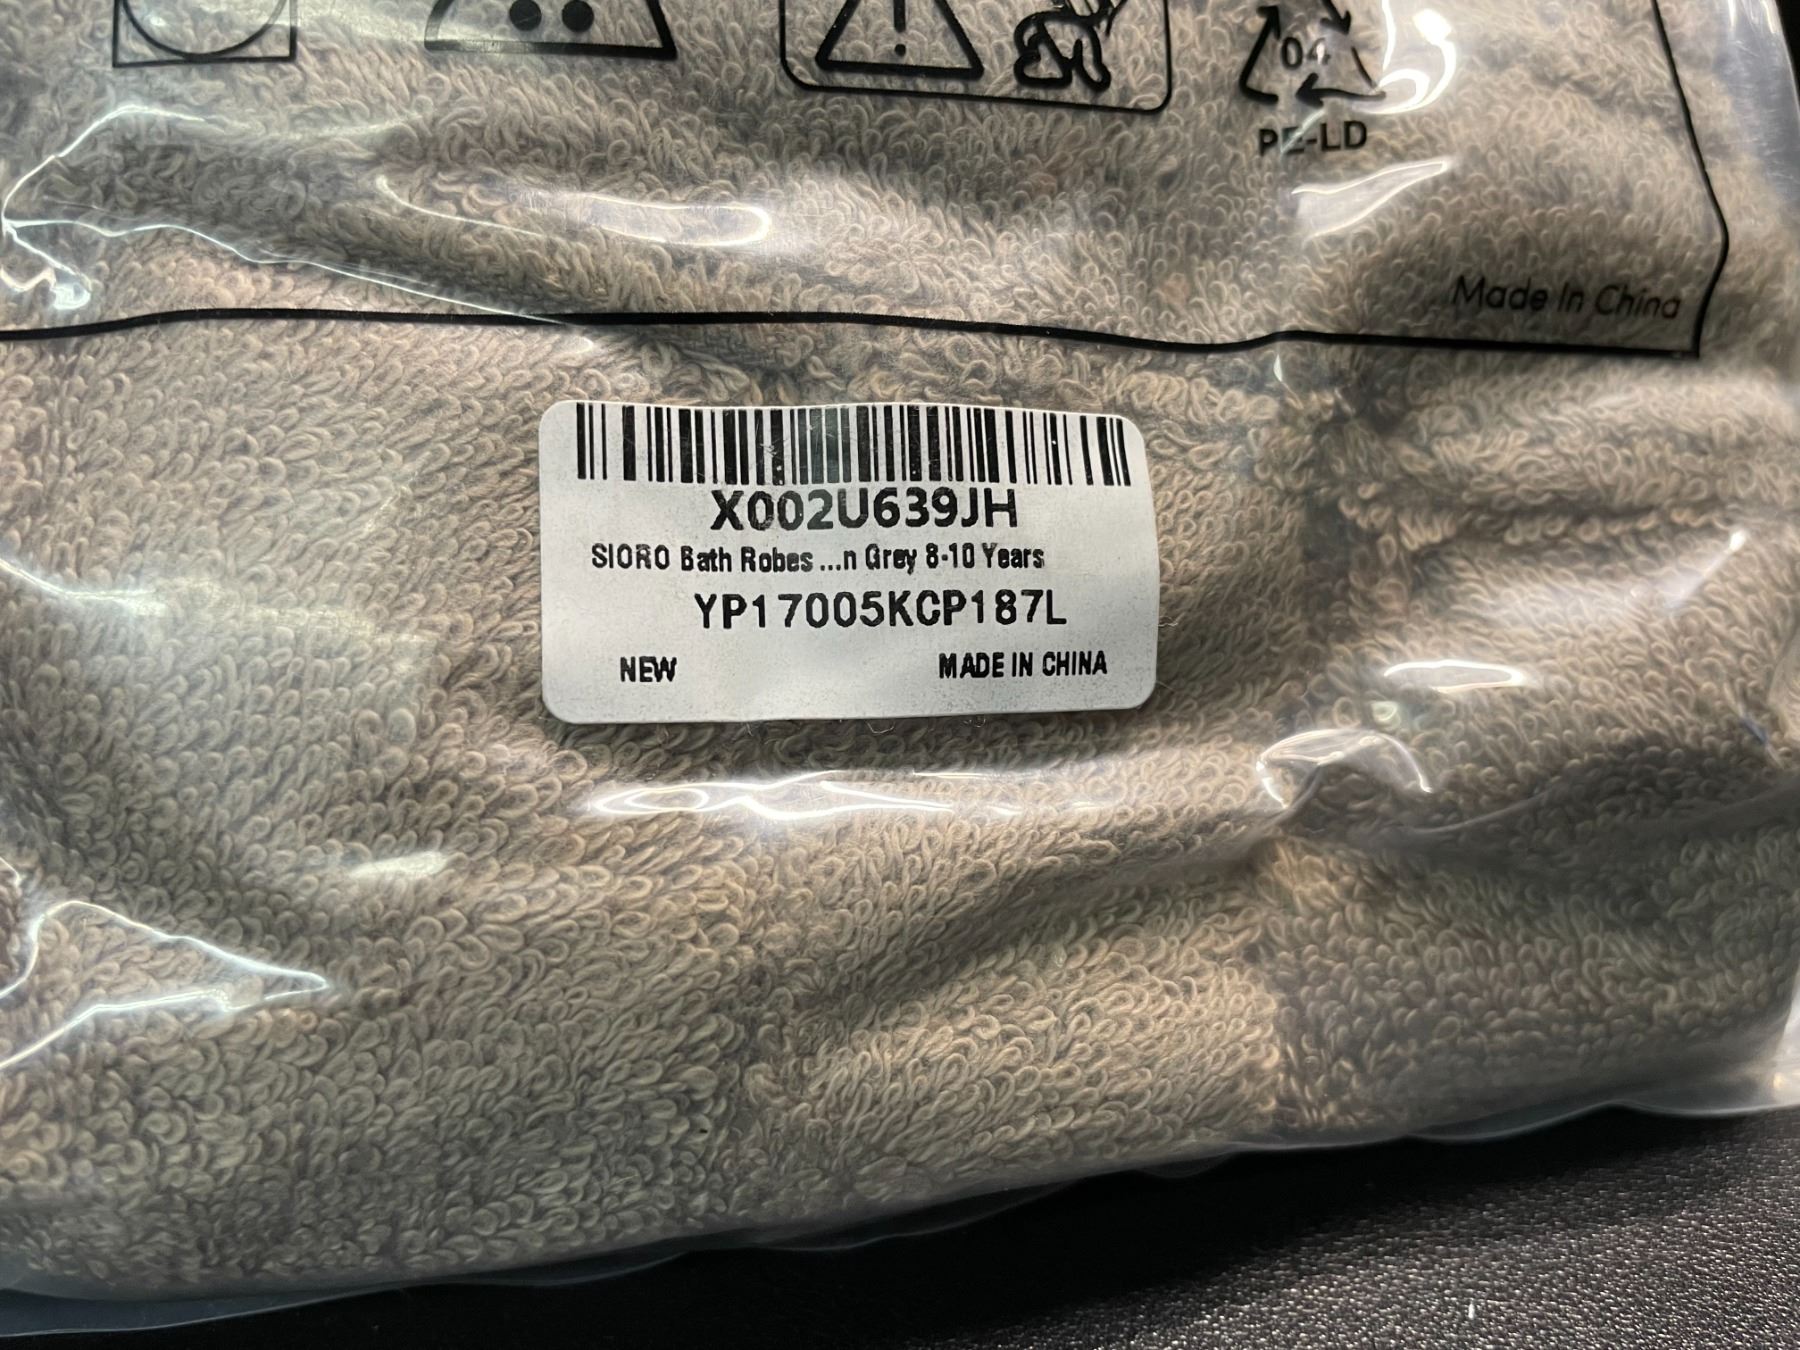 04
PE-LD
Made In China
X002U639JH
SIORO Bath Robes ...n Grey 8-10 Years
YP17005KCP187L
NEW
MADE IN CHINA